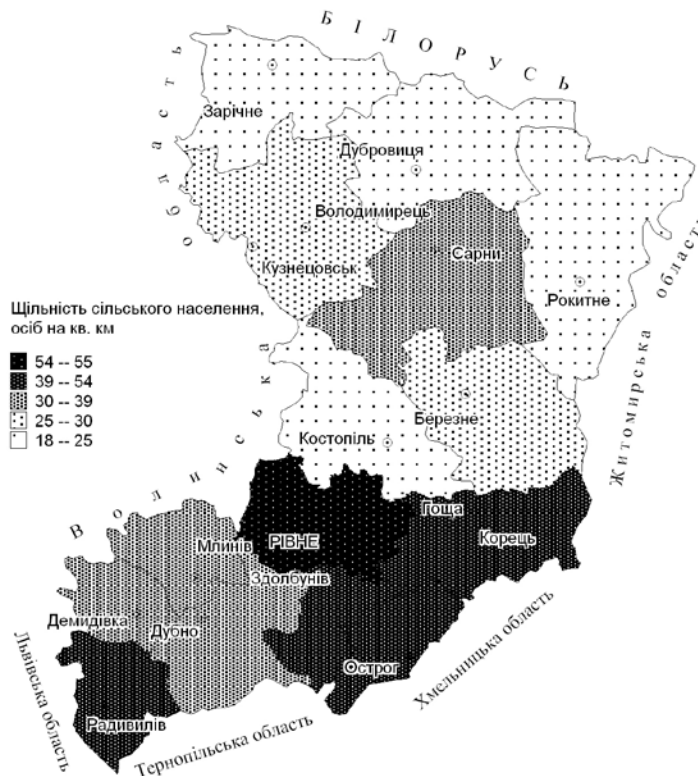 БІЛОРУСЬ
Зарічне
Дубровиця
Володимирець
Кузнецовськ
Сарни
Рокитне
Щільність сільського населення,
осіб на кв. км
54 -- 55
39 -- 54
30 -- 39
25 -- 30
18 -- 25
Березне
Костопіль
Волинська область
Житомирська область
Гоща
Корець
РІВНЕ
Млинів
Здолбунів
Демидівка
Дубно
Острог
Радивилів
Львівська область
Тернопільська область
Хмельницька область